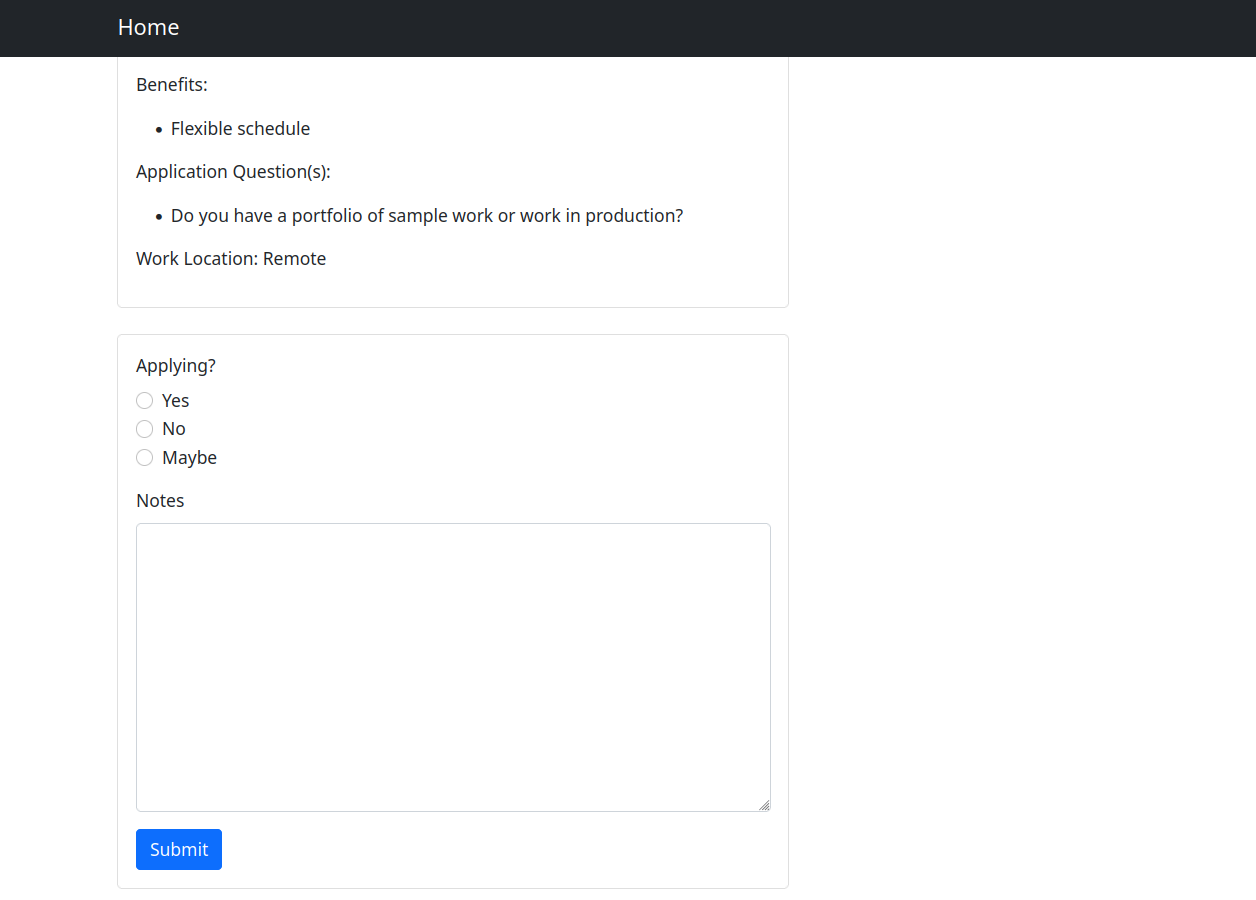 Home
Benefits:
Flexible schedule
Application Question(s):
Do you have a portfolio of sample work or work in production?
Work Location: Remote
Applying?
Yes
No
Maybe
Notes
Submit